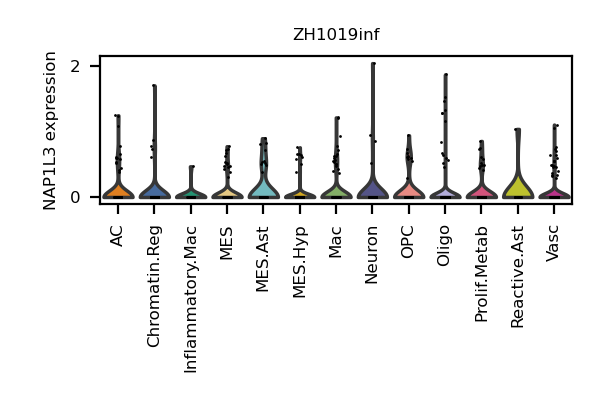 ZH1019inf
NAP1L3 expression
2
0
AC
Chromatin.Reg
Inflammatory.Mac
MES
MES.Ast
MES.Hyp
Mac
Neuron
OPC
Oligo
Prolif.Metab
Reactive.Ast
Vasc